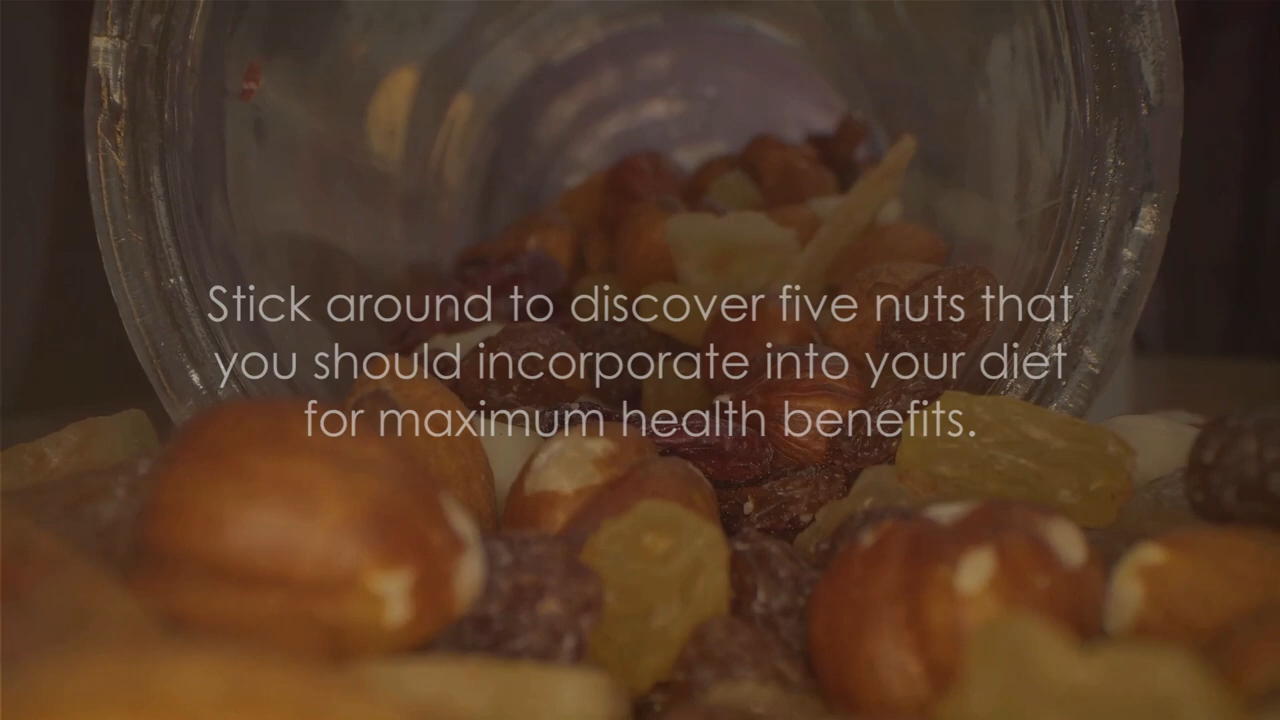 Stick around to discover five nuts that
you should incorporate into your diet
for maximum health benefits.